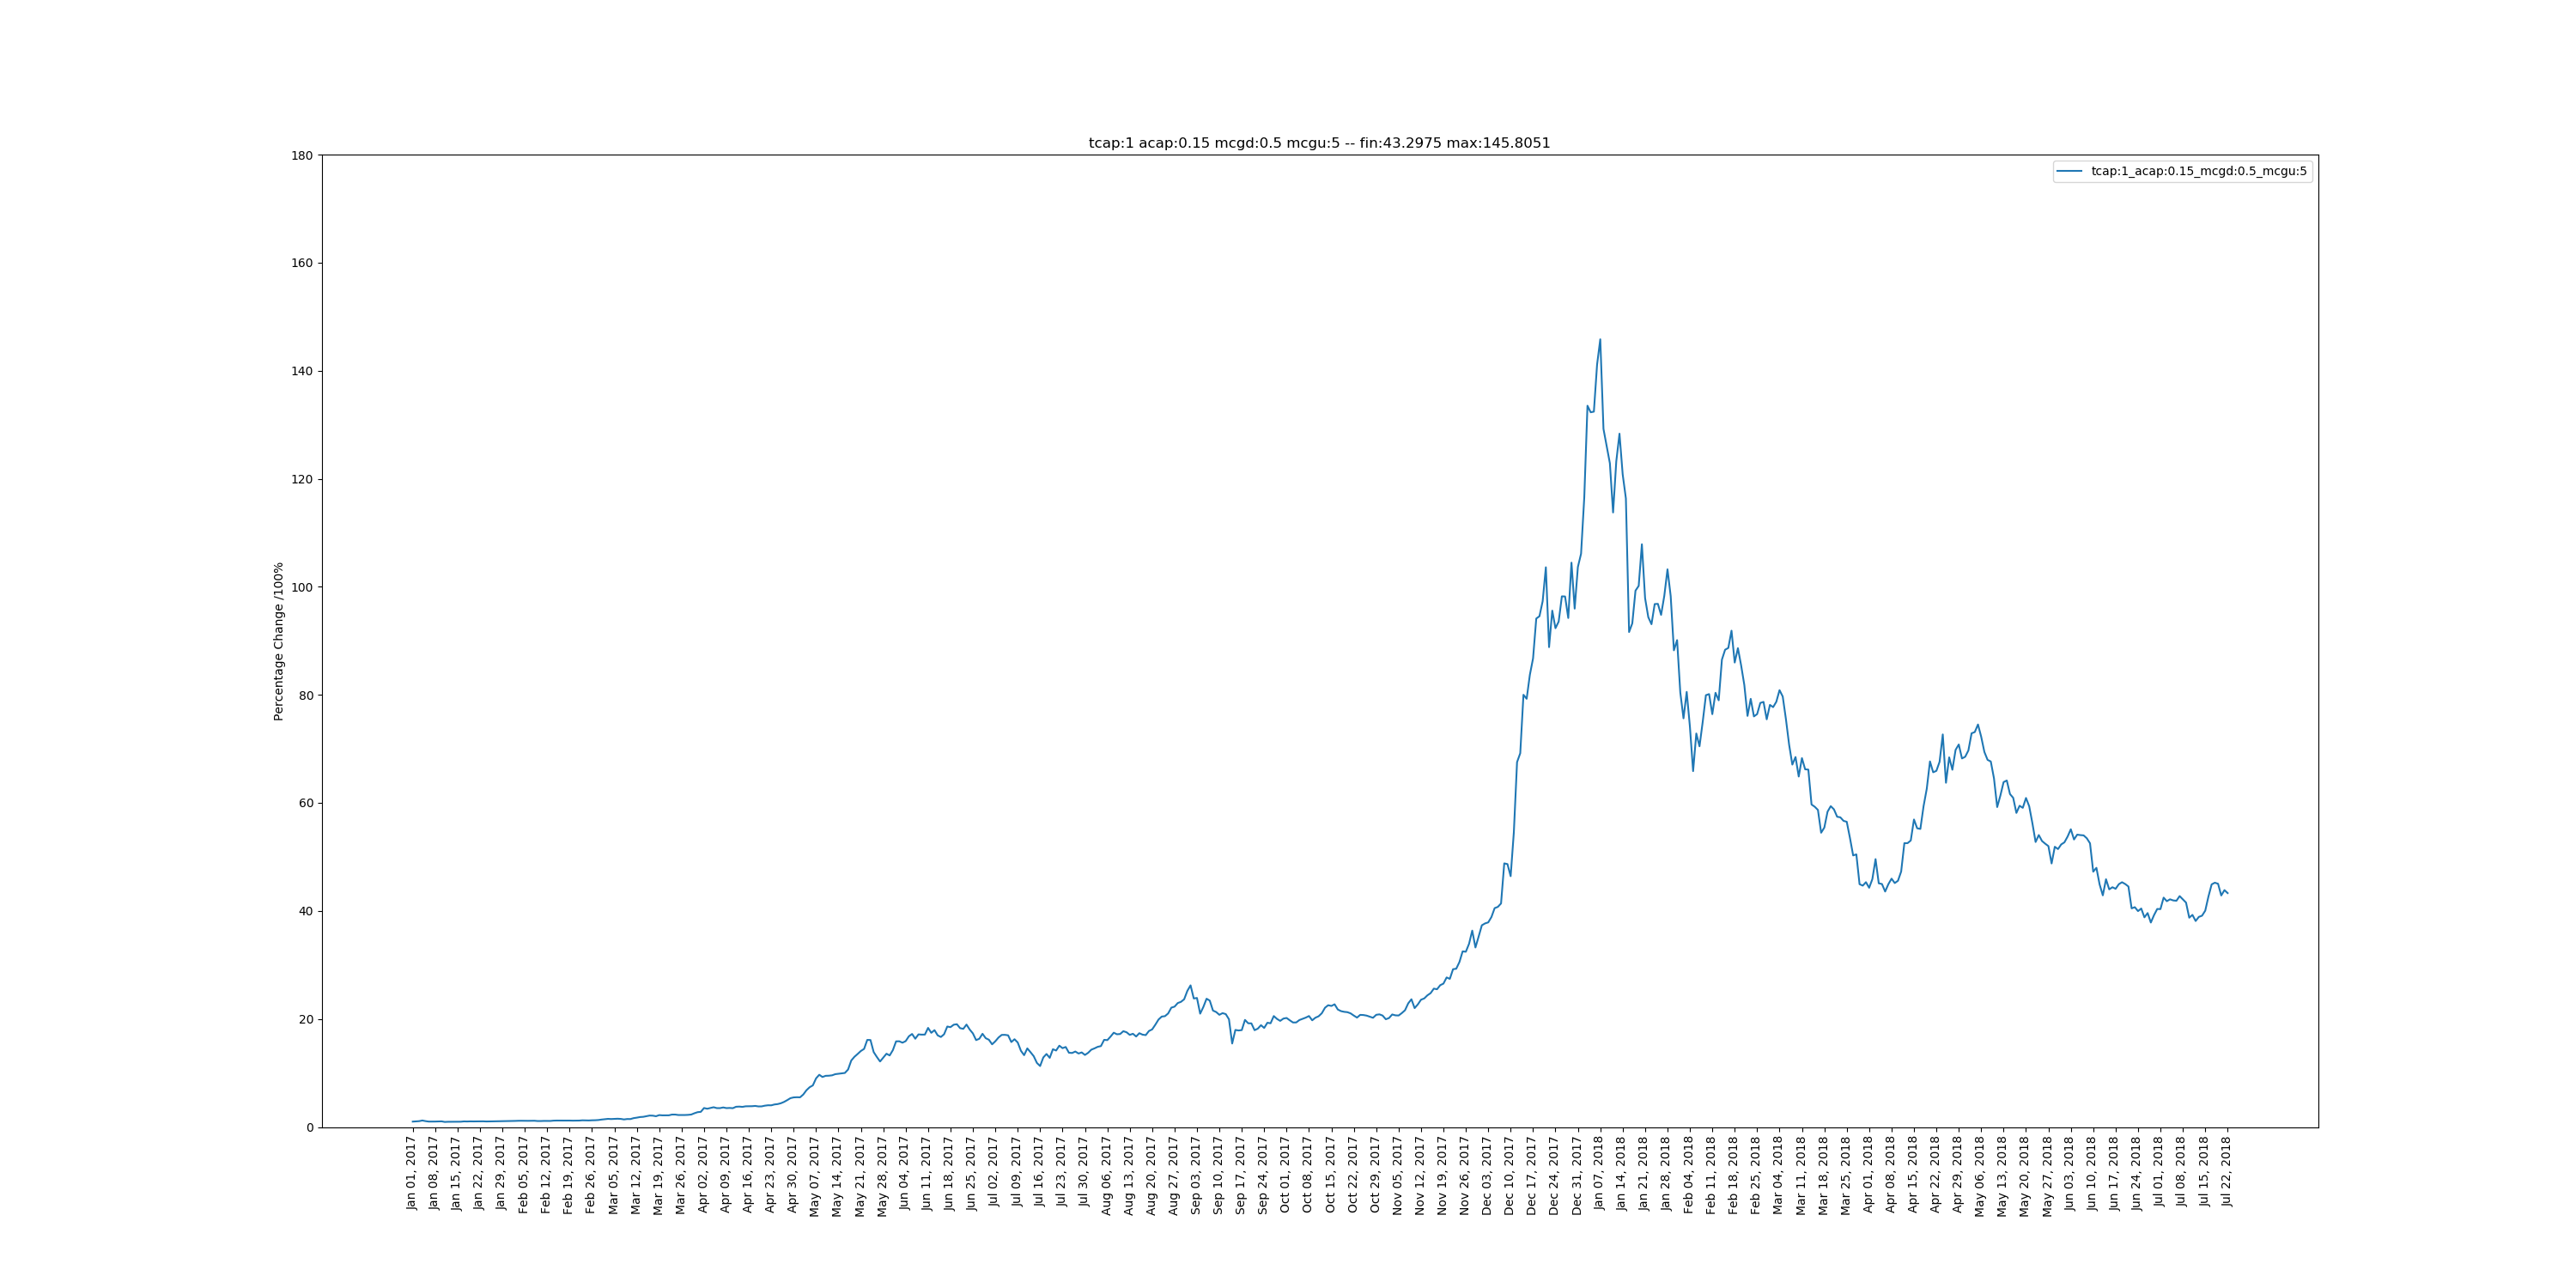 tcap:1 acap:0.15 mcgd:0.5 mcgu:5 -- fin:43.2975 max:145.8051
tcap:1_acap:0.15_mcgd:0.5_mcgu:5
Percentage Change /100%
180
160
140
120
100
80
60
40
20
0
Jan 01, 2017
Jan 08, 2017
Jan 15, 2017
Jan 22, 2017
Jan 29, 2017
Feb 05, 2017
Feb 12, 2017
Feb 19, 2017
Feb 26, 2017
Mar 05, 2017
Mar 12, 2017
Mar 19, 2017
Mar 26, 2017
Apr 02, 2017
Apr 09, 2017
Apr 16, 2017
Apr 23, 2017
Apr 30, 2017
May 07, 2017
May 14, 2017
May 21, 2017
May 28, 2017
Jun 04, 2017
Jun 11, 2017
Jun 18, 2017
Jun 25, 2017
Jul 02, 2017
Jul 09, 2017
Jul 16, 2017
Jul 23, 2017
Jul 30, 2017
Aug 06, 2017
Aug 13, 2017
Aug 20, 2017
Aug 27, 2017
Sep 03, 2017
Sep 10, 2017
Sep 17, 2017
Sep 24, 2017
Oct 01, 2017
Oct 08, 2017
Oct 15, 2017
Oct 22, 2017
Oct 29, 2017
Nov 05, 2017
Nov 12, 2017
Nov 19, 2017
Nov 26, 2017
Dec 03, 2017
Dec 10, 2017
Dec 17, 2017
Dec 24, 2017
Dec 31, 2017
Jan 07, 2018
Jan 14, 2018
Jan 21, 2018
Jan 28, 2018
Feb 04, 2018
Feb 11, 2018
Feb 18, 2018
Feb 25, 2018
Mar 04, 2018
Mar 11, 2018
Mar 18, 2018
Mar 25, 2018
Apr 01, 2018
Apr 08, 2018
Apr 15, 2018
Apr 22, 2018
Apr 29, 2018
May 06, 2018
May 13, 2018
May 20, 2018
May 27, 2018
Jun 03, 2018
Jun 10, 2018
Jun 17, 2018
Jun 24, 2018
Jul 01, 2018
Jul 08, 2018
Jul 15, 2018
Jul 22, 2018